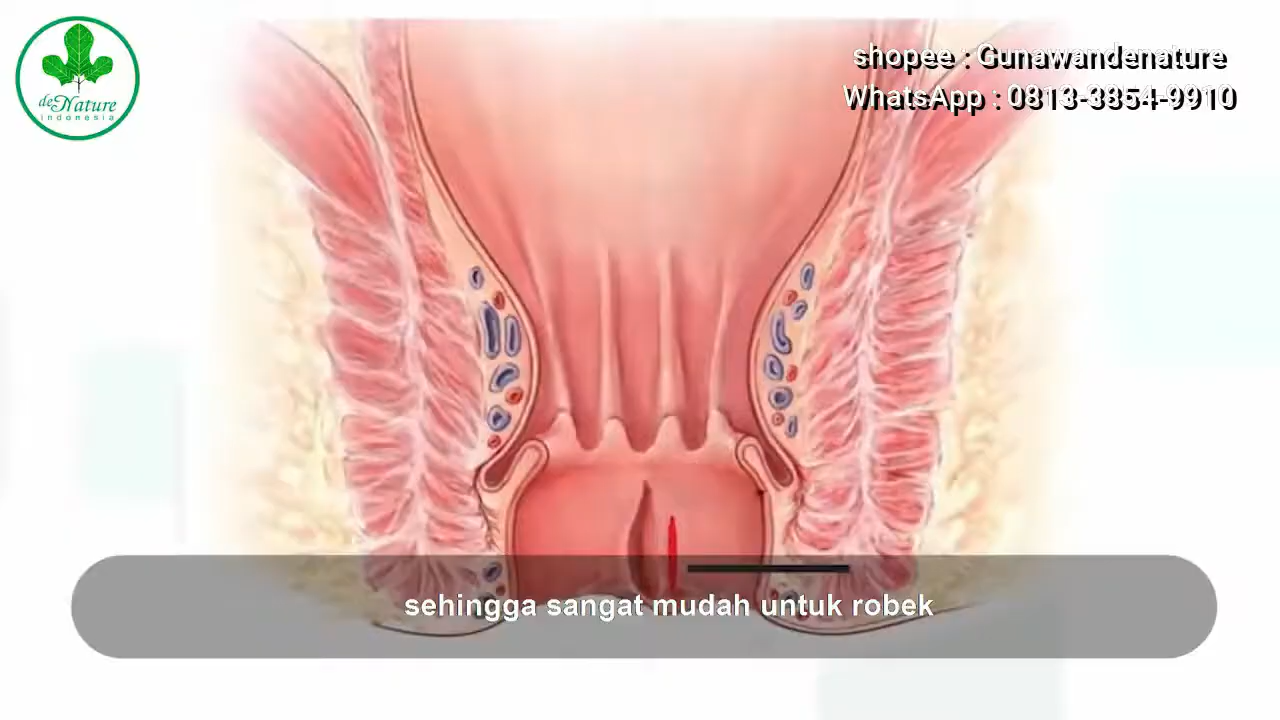 deNature
indonesia
shopee : Gunawandenature
WhatsApp : 0813-3854-9910
sehingga sangat mudah untuk robek